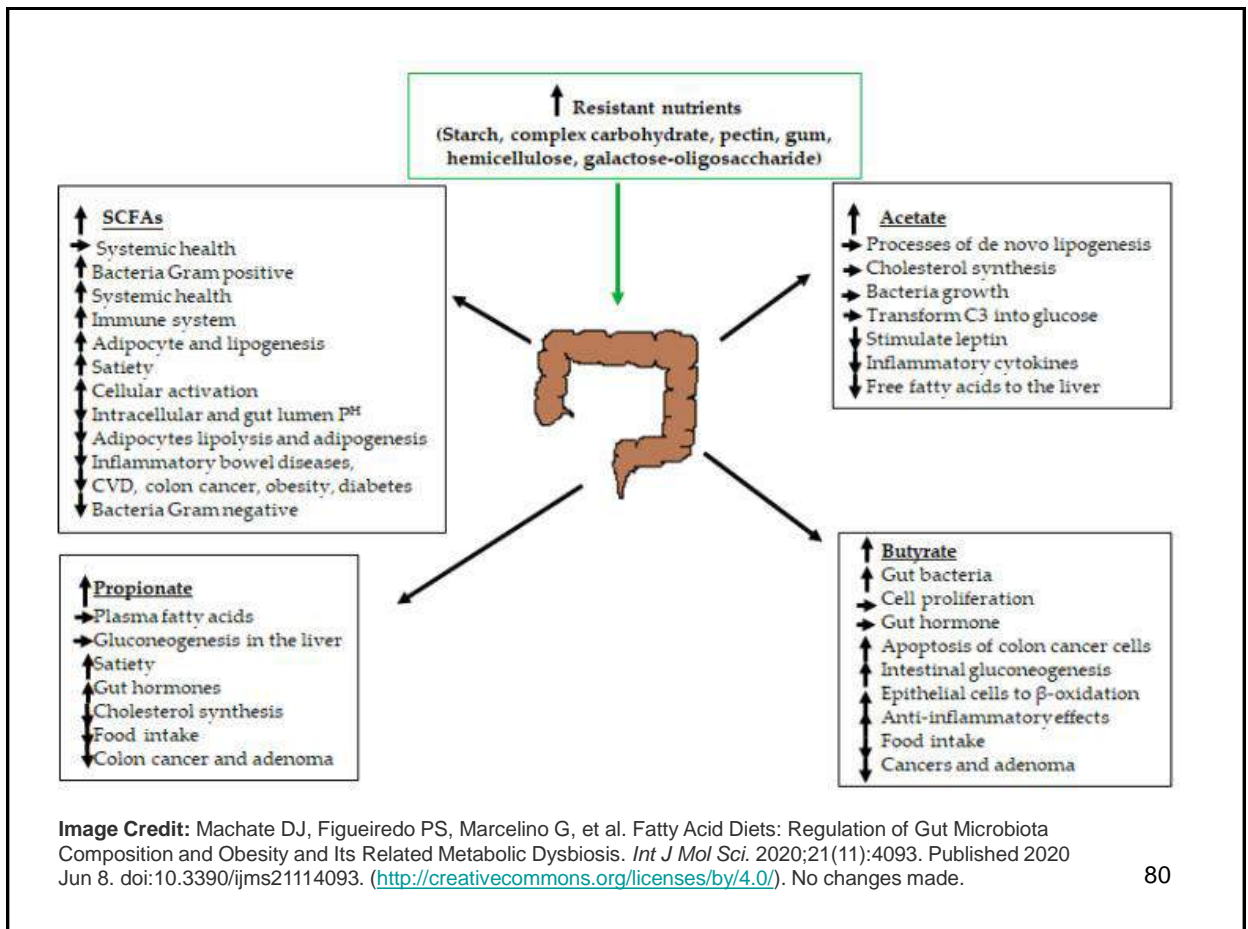 ↑ Resistant nutrients
(Starch, complex carbohydrate, pectin, gum,
hemicellulose, galactose-oligosaccharide)
↑ SCFAs
→ Systemic health
↑ Bacteria Gram positive
↑ Systemic health
↑ Immune system
↑ Adipocyte and lipogenesis
↑ Satiety
↑ Cellular activation
↓ Intracellular and gut lumen Pᴴ
↓ Adipocytes lipolysis and adipogenesis
↓ Inflammatory bowel diseases,
↓ CVD, colon cancer, obesity, diabetes
↓ Bacteria Gram negative
↑ Acetate
→ Processes of de novo lipogenesis
→ Cholesterol synthesis
→ Bacteria growth
→ Transform C3 into glucose
↓ Stimulate leptin
↓ Inflammatory cytokines
↓ Free fatty acids to the liver
↑ Propionate
→ Plasma fatty acids
→ Gluconeogenesis in the liver
↑ Satiety
↑ Gut hormones
↓ Cholesterol synthesis
↓ Food intake
↓ Colon cancer and adenoma
↑ Butyrate
↑ Gut bacteria
→ Cell proliferation
→ Gut hormone
↑ Apoptosis of colon cancer cells
↑ Intestinal gluconeogenesis
↑ Epithelial cells to β-oxidation
↑ Anti-inflammatory effects
↓ Food intake
↓ Cancers and adenoma
Image Credit: Machate DJ, Figueiredo PS, Marcelino G, et al. Fatty Acid Diets: Regulation of Gut Microbiota
Composition and Obesity and Its Related Metabolic Dysbiosis. Int J Mol Sci. 2020;21(11):4093. Published 2020
Jun 8. doi:10.3390/ijms21114093. (http://creativecommons.org/licenses/by/4.0/). No changes made.
80